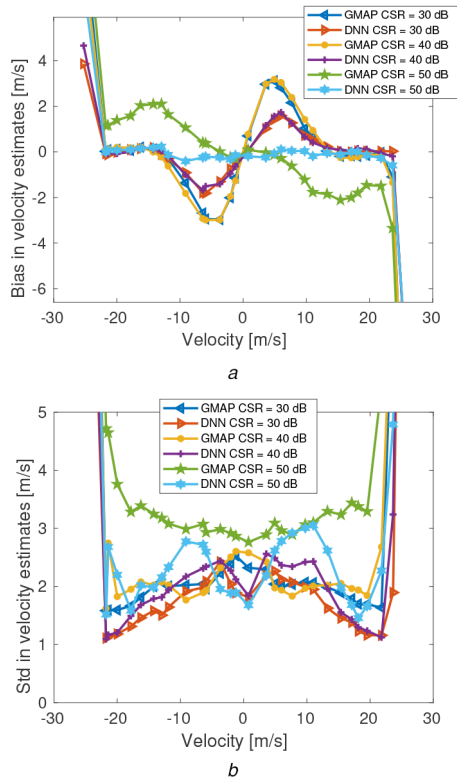 GMAP CSR = 30 dB
DNN CSR = 30 dB
GMAP CSR = 40 dB
DNN CSR = 40 dB
GMAP CSR = 50 dB
DNN CSR = 50 dB
4
2
0
-2
-4
-6
Bias in velocity estimates [m/s]
-30 -20 -10 0 10 20 30
Velocity [m/s]
a
GMAP CSR = 30 dB
DNN CSR = 30 dB
GMAP CSR = 40 dB
DNN CSR = 40 dB
GMAP CSR = 50 dB
DNN CSR = 50 dB
5
4
3
2
1
0
Std in velocity estimates [m/s]
-30 -20 -10 0 10 20 30
Velocity [m/s]
b